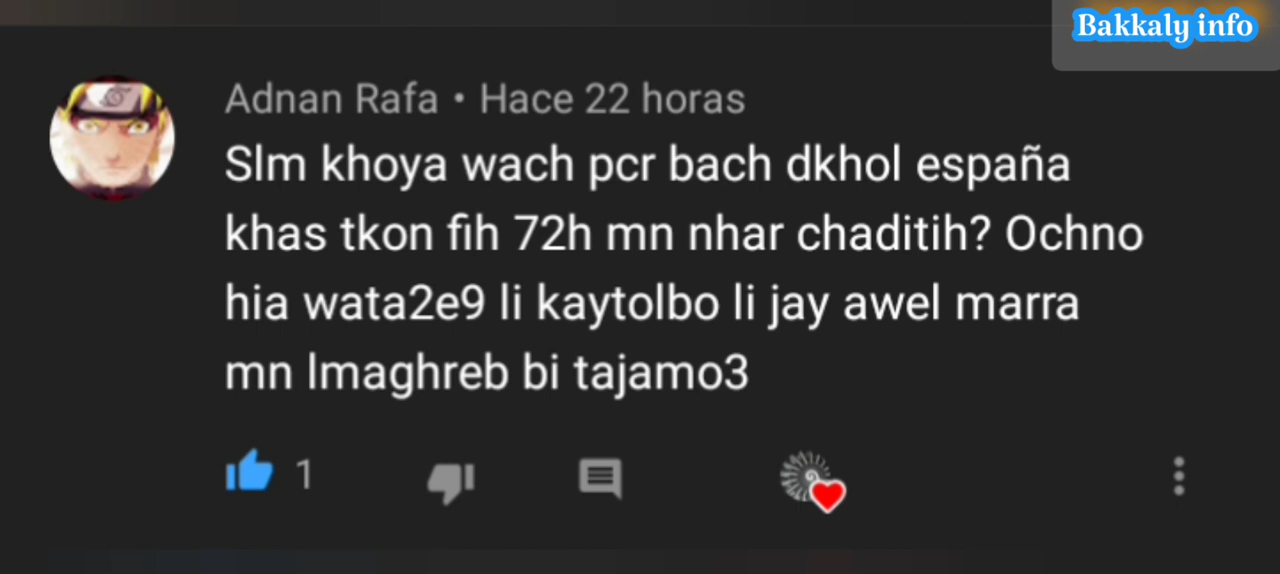 Bakkaly info
Adnan Rafa • Hace 22 horas
Slm khoya wach pcr bach dkhol españa
khas tkon fih 72h mn nhar chaditih? Ochno
hia wata2e9 li kaytolbo li jay awel marra
mn lmaghreb bi tajamo3
1